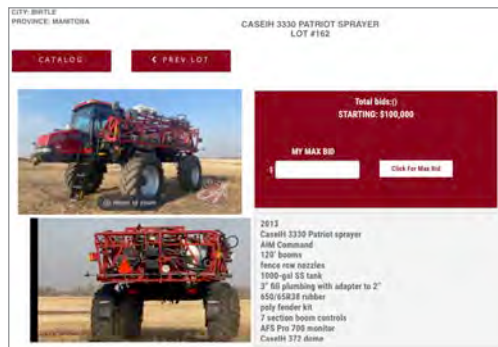 CITY: BIRTLE
PROVINCE: MANITOBA
CASEIH 3330 PATRIOT SPRAYER
LOT #162
CATALOG
< PREV LOT
Total bids:()
STARTING: $100,000
MY MAX BID
$
Click For Max Bid
2013
CaseIH 3330 Patriot sprayer
AIM Command
120' booms
fence row nozzles
1000-gal SS tank
3" fill plumbing with adapter to 2"
650/65R38 rubber
poly fender kit
7 section boom controls
AFS Pro 700 monitor
CaseIH 372 dome